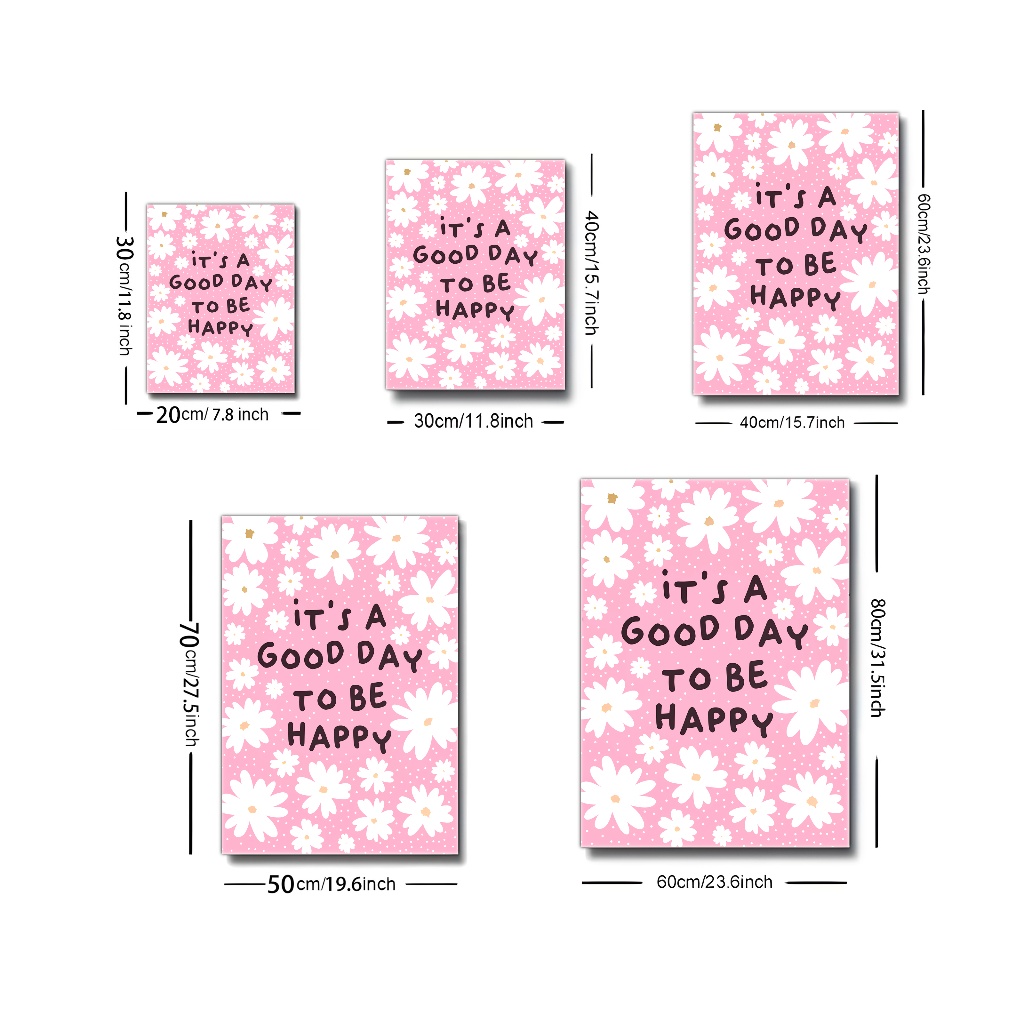 iT'S A
GOOD DAY
TO BE
HAPPY
30cm/11.8 inch
20cm/ 7.8 inch
iT'S A
GOOD DAY
TO BE
HAPPY
40cm/15.7inch
30cm/11.8inch
iT'S A
GOOD DAY
TO BE
HAPPY
60cm/23.6inch
40cm/15.7inch
iT'S A
GOOD DAY
TO BE
HAPPY
70cm/27.5inch
50cm/19.6inch
iT'S A
GOOD DAY
TO BE
HAPPY
80cm/31.5inch
60cm/23.6inch